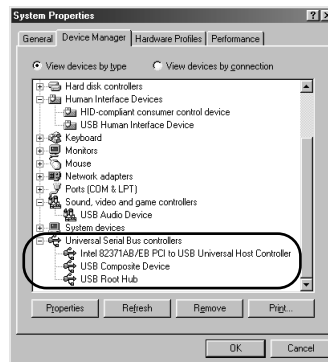 System Properties
General Device Manager Hardware Profiles Performance
View devices by type View devices by connection
Hard disk controllers
Human Interface Devices
HID-compliant consumer control device
USB Human Interface Device
Keyboard
Monitors
Mouse
Network adapters
Ports (COM & LPT)
Sound, video and game controllers
USB Audio Device
System devices
Universal Serial Bus controllers
Intel 82371AB/EB PCI to USB Universal Host Controller
USB Composite Device
USB Root Hub
Properties Refresh Remove Print...
OK Cancel